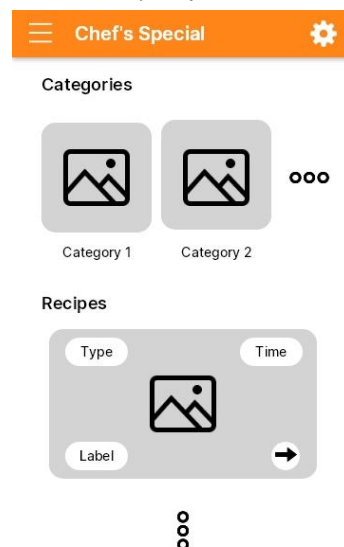 Chef's Special
Categories
Category 1 Category 2
Recipes
Type Time
Label